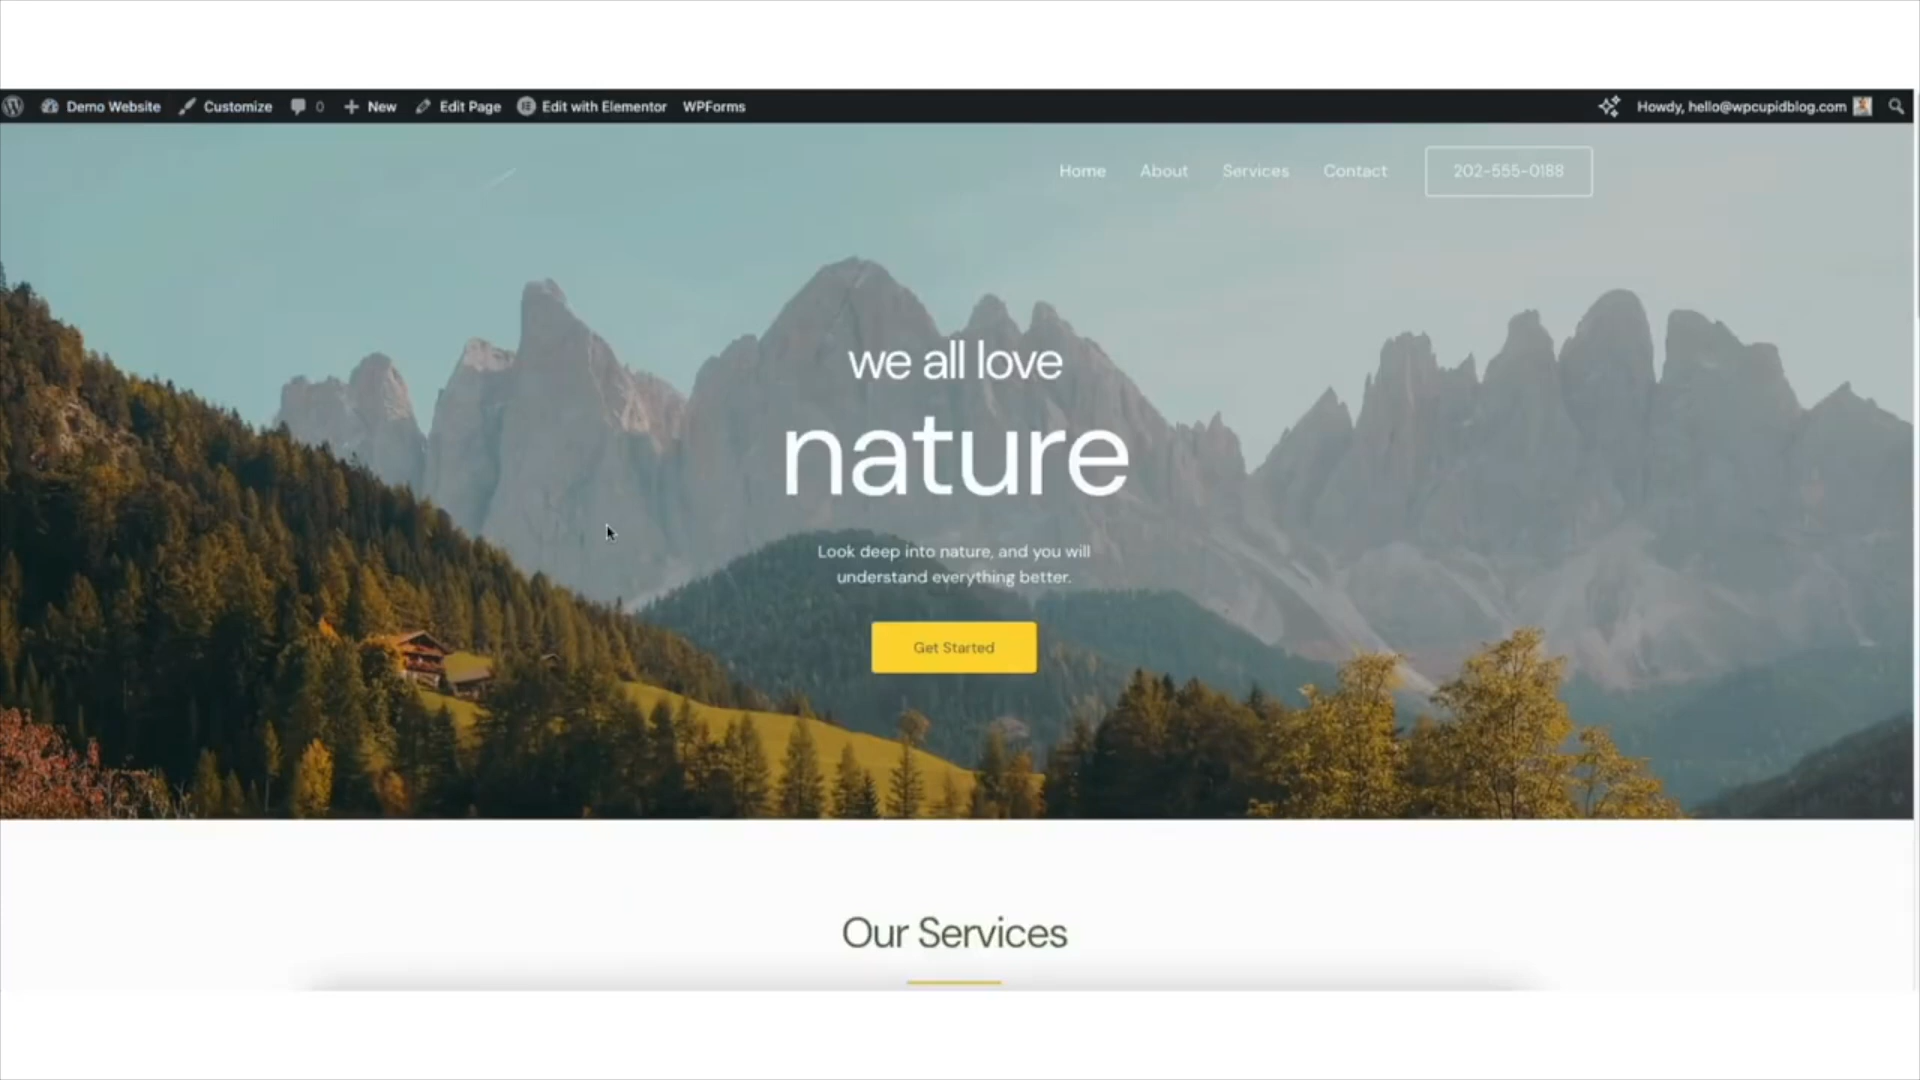 Demo Website Customize 0 New Edit Page Edit with Elementor WPForms Howdy, hello@wpcupidblog.com
Home About Services Contact 202-555-0188
we all love
nature
Look deep into nature, and you will
understand everything better.
Get Started
Our Services